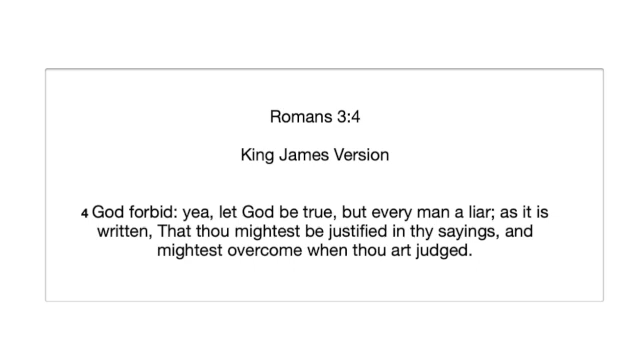 Romans 3:4
King James Version
4 God forbid: yea, let God be true, but every man a liar; as it is
written, That thou mightest be justified in thy sayings, and
mightest overcome when thou art judged.